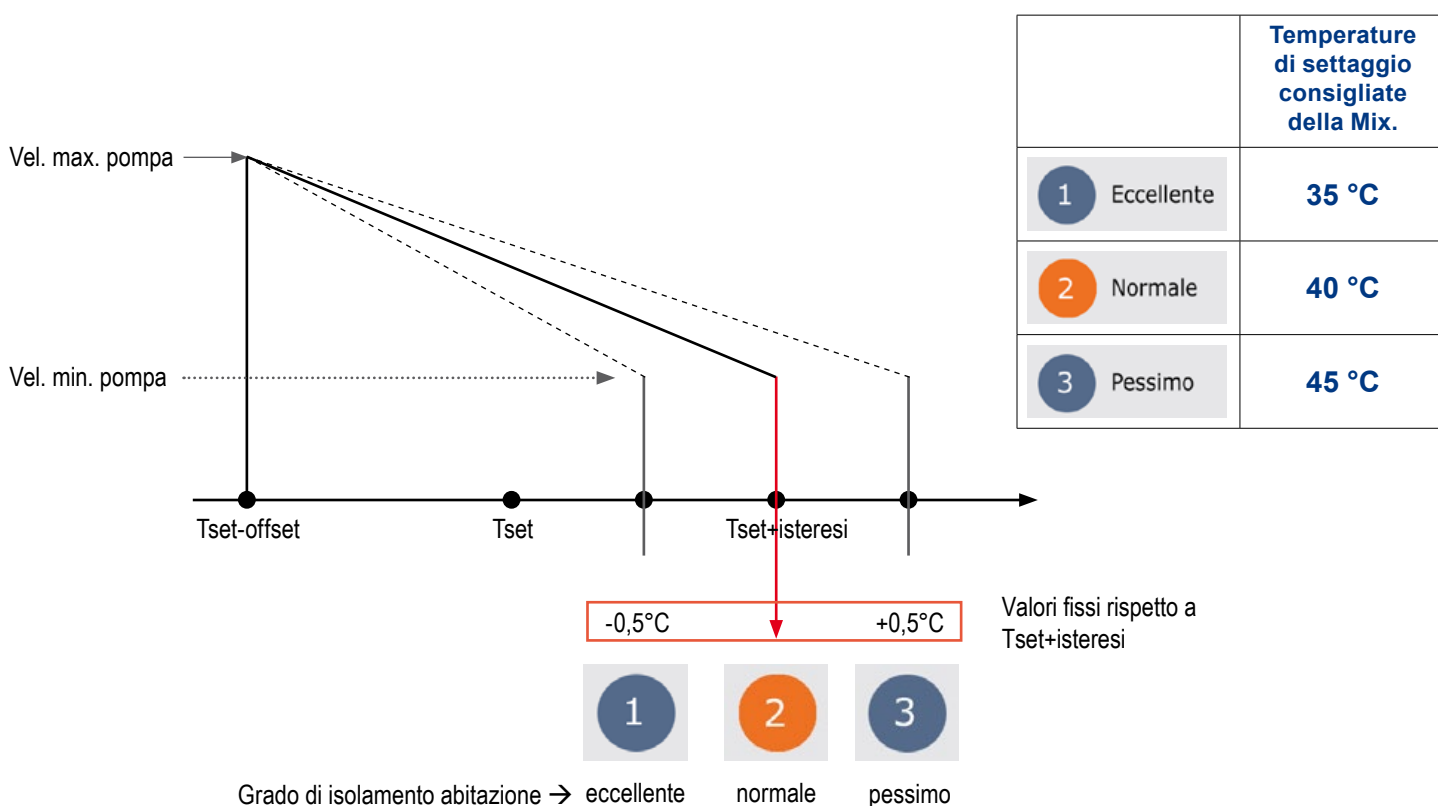 Temperature
di settaggio
consigliate
della Mix.
1 Eccellente 35 °C
2 Normale 40 °C
3 Pessimo 45 °C
Vel. max. pompa
Vel. min. pompa
Tset-offset Tset Tset+isteresi
-0,5°C +0,5°C
Valori fissi rispetto a
Tset+isteresi
1 2 3
Grado di isolamento abitazione → eccellente normale pessimo